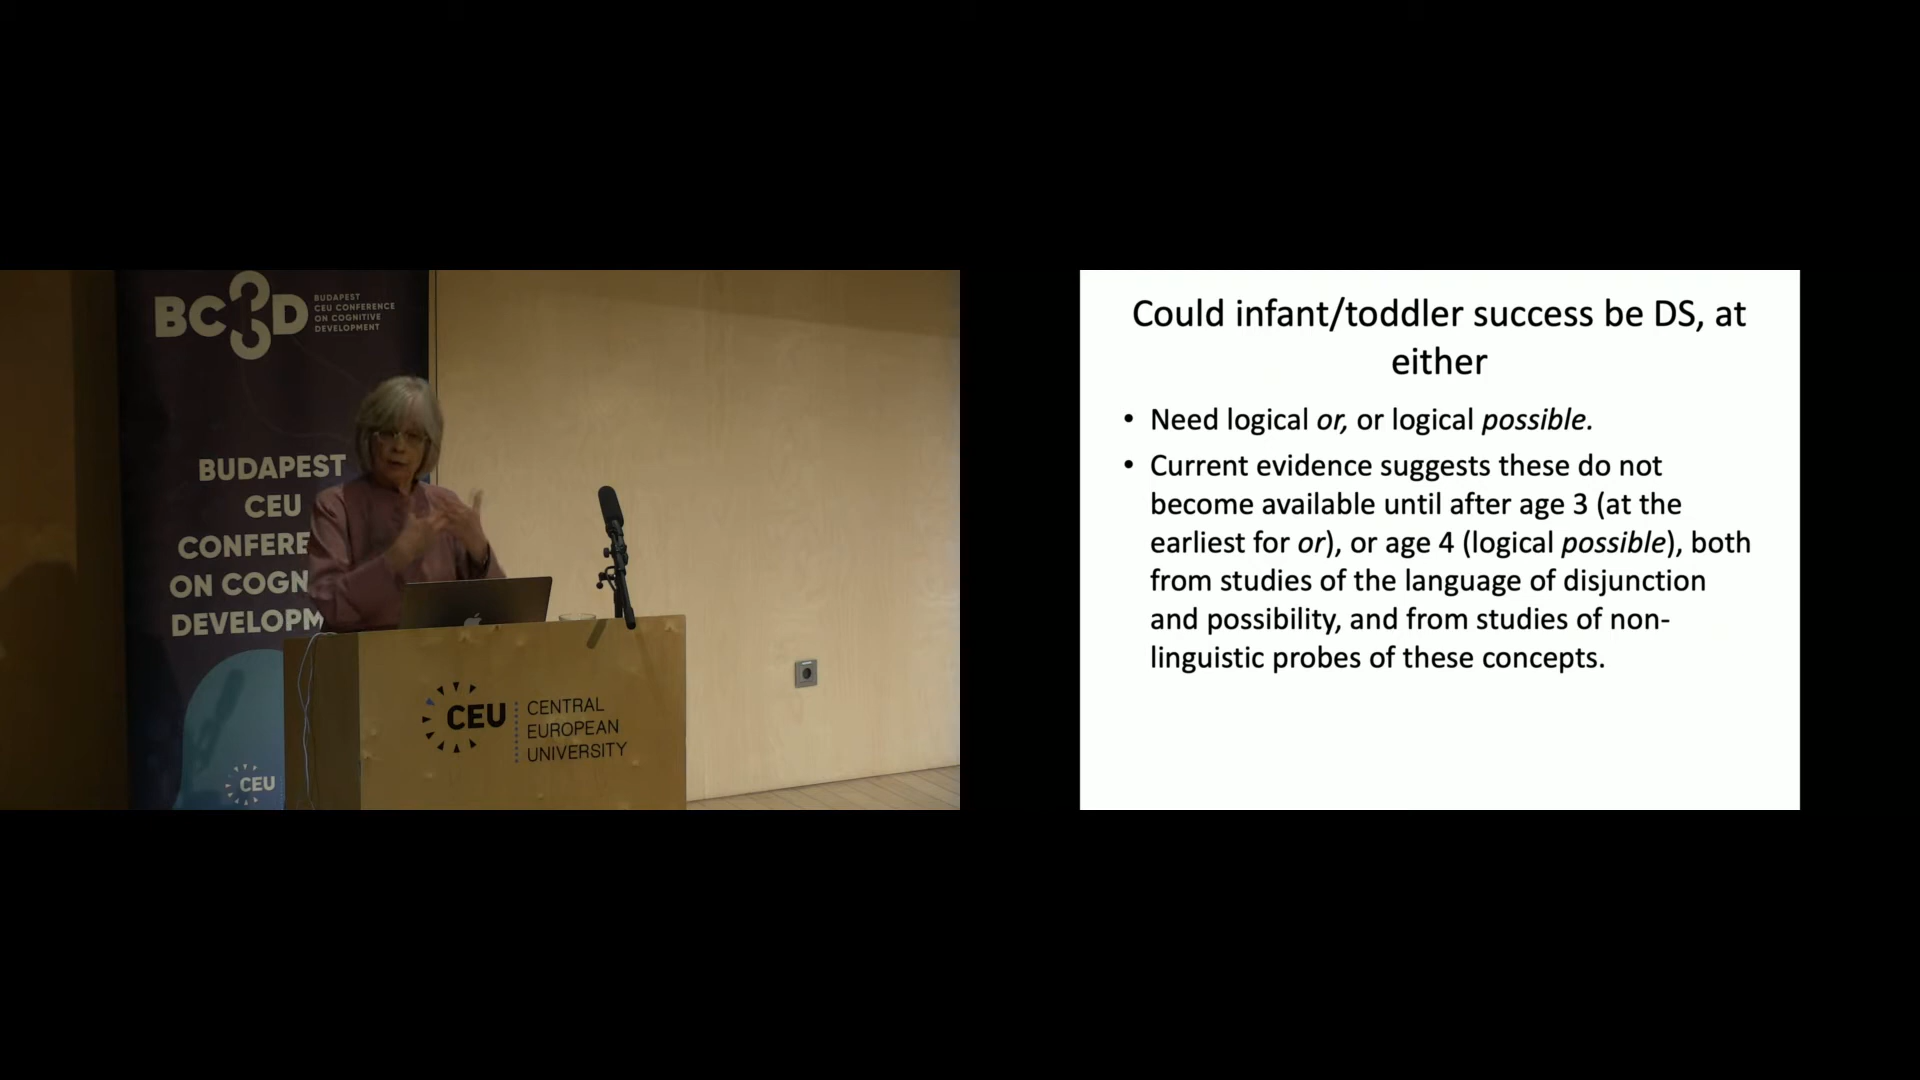 BC3D
BUDAPEST
CEU CONFERENCE
ON COGNITIVE
DEVELOPMENT
BUDAPEST
CEU
CONFERE
ON COGN
DEVELOPM
CEU
CEU
CENTRAL
EUROPEAN
UNIVERSITY
Could infant/toddler success be DS, at
either
• Need logical or, or logical possible.
• Current evidence suggests these do not
become available until after age 3 (at the
earliest for or), or age 4 (logical possible), both
from studies of the language of disjunction
and possibility, and from studies of non-
linguistic probes of these concepts.